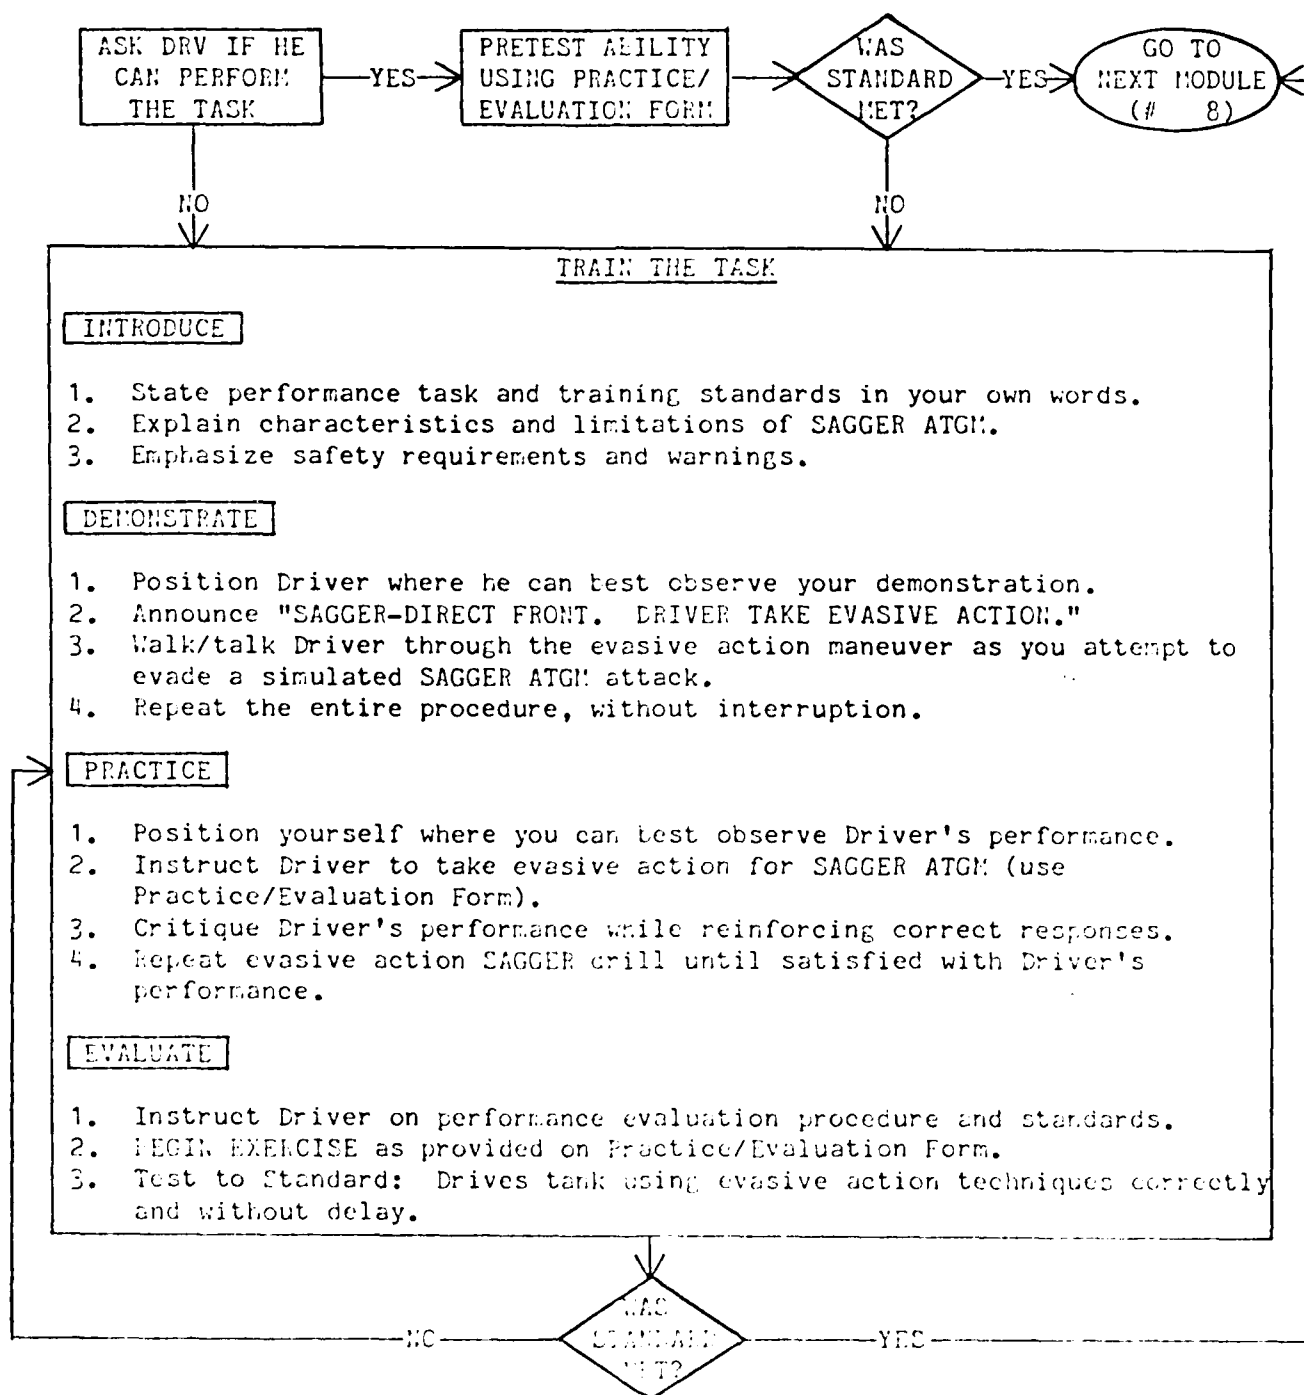 ASK DRV IF HE
CAN PERFORM
THE TASK
YES
PRETEST ABILITY
USING PRACTICE/
EVALUATION FORM
WAS
STANDARD
MET?
YES
GO TO
NEXT MODULE
(# 8)
NO
NO
TRAIN THE TASK
INTRODUCE
1. State performance task and training standards in your own words.
2. Explain characteristics and limitations of SAGGER ATGM.
3. Emphasize safety requirements and warnings.
DEMONSTRATE
1. Position Driver where he can best observe your demonstration.
2. Announce "SAGGER-DIRECT FRONT. DRIVER TAKE EVASIVE ACTION."
3. Walk/talk Driver through the evasive action maneuver as you attempt to
evade a simulated SAGGER ATGM attack.
4. Repeat the entire procedure, without interruption.
PRACTICE
1. Position yourself where you can best observe Driver's performance.
2. Instruct Driver to take evasive action for SAGGER ATGM (use
Practice/Evaluation Form).
3. Critique Driver's performance while reinforcing correct responses.
4. Repeat evasive action SAGGER drill until satisfied with Driver's
performance.
EVALUATE
1. Instruct Driver on performance evaluation procedure and standards.
2. BEGIN EXERCISE as provided on Practice/Evaluation Form.
3. Test to Standard: Drives tank using evasive action techniques correctly
and without delay.
WAS
STANDARD
MET?
NO
YES